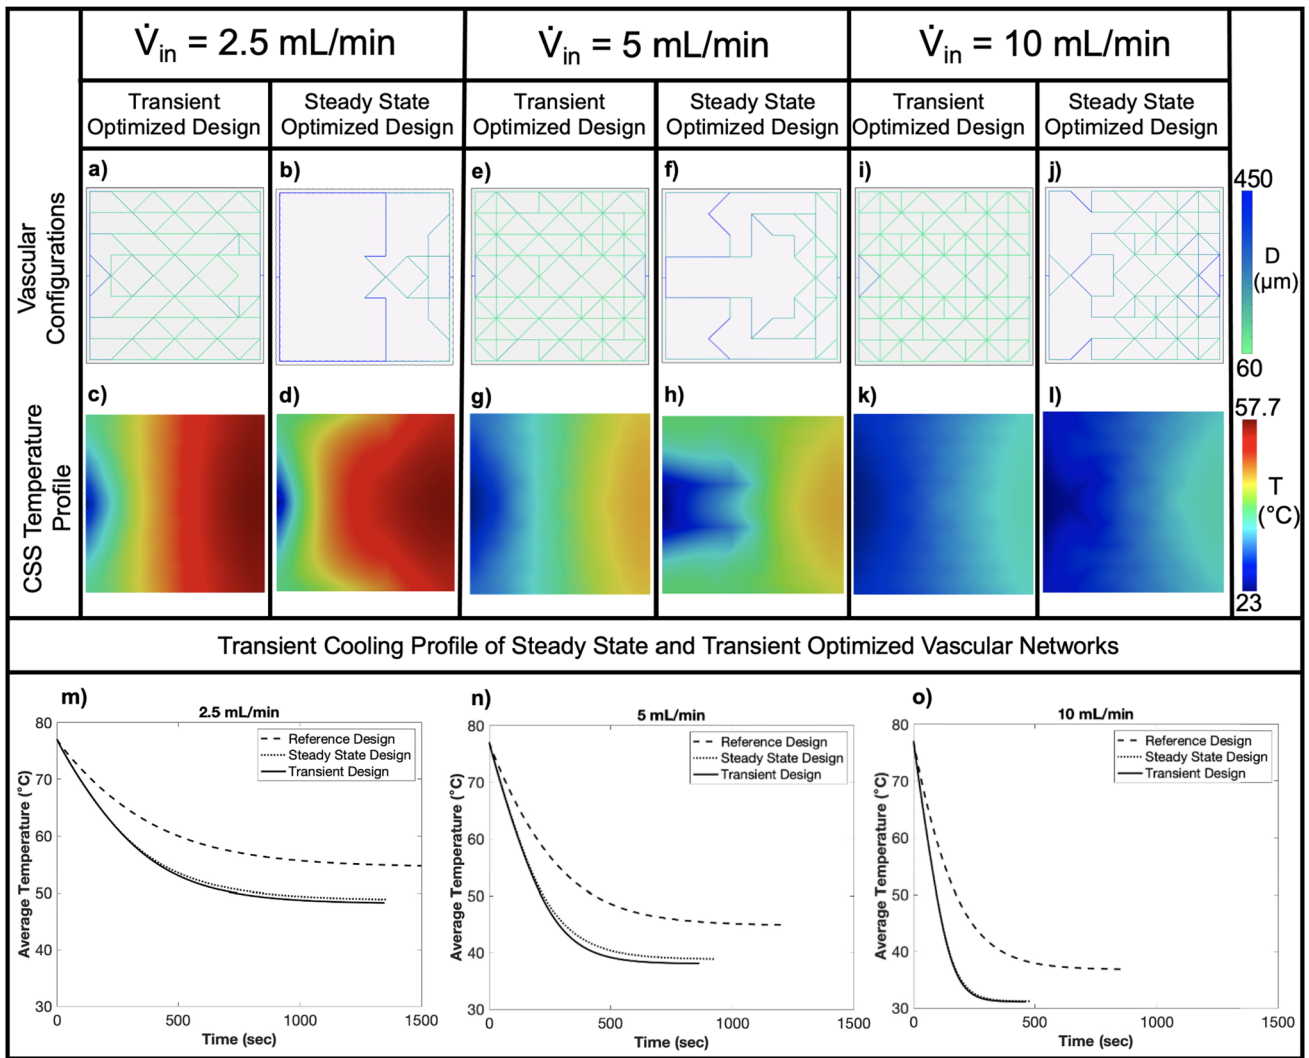 V̇in = 2.5 mL/min
V̇in = 5 mL/min
V̇in = 10 mL/min
Transient
Optimized Design
Steady State
Optimized Design
Transient
Optimized Design
Steady State
Optimized Design
Transient
Optimized Design
Steady State
Optimized Design
Vascular
Configurations
a)
b)
e)
f)
i)
j)
450
D
(μm)
60
CSS Temperature
Profile
c)
d)
g)
h)
k)
l)
57.7
T
(°C)
23
Transient Cooling Profile of Steady State and Transient Optimized Vascular Networks
m)
2.5 mL/min
Average Temperature (°C)
80
70
60
50
40
30
0
500
1000
1500
Time (sec)
Reference Design
Steady State Design
Transient Design
n)
5 mL/min
Average Temperature (°C)
80
70
60
50
40
30
0
500
1000
1500
Time (sec)
Reference Design
Steady State Design
Transient Design
o)
10 mL/min
Average Temperature (°C)
80
70
60
50
40
30
0
500
1000
1500
Time (sec)
Reference Design
Steady State Design
Transient Design